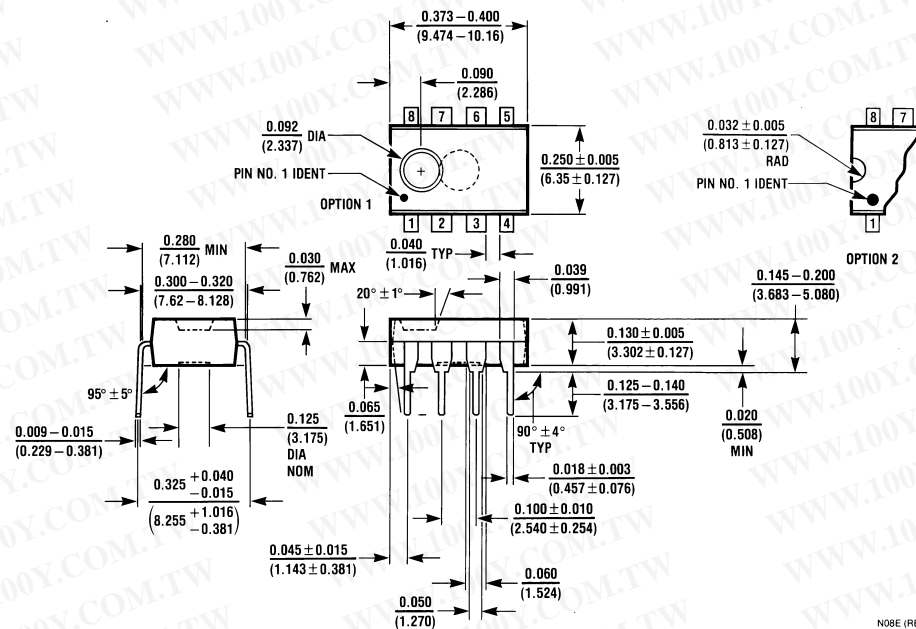 0.373 – 0.400
(9.474 – 10.16)
0.090
(2.286)
8 7 6 5
0.092 DIA
(2.337)
PIN NO. 1 IDENT
OPTION 1
1 2 3 4
0.250 ± 0.005
(6.35 ± 0.127)
0.032 ± 0.005
(0.813 ± 0.127)
RAD
PIN NO. 1 IDENT
8 7
1
OPTION 2
0.280 MIN
(7.112)
0.300 – 0.320
(7.62 – 8.128)
0.030 MAX
(0.762)
0.040 TYP
(1.016)
0.039
(0.991)
20° ± 1°
0.145 – 0.200
(3.683 – 5.080)
0.130 ± 0.005
(3.302 ± 0.127)
95° ± 5°
0.009 – 0.015
(0.229 – 0.381)
0.125
(3.175)
DIA
NOM
0.065
(1.651)
90° ± 4°
TYP
0.125 – 0.140
(3.175 – 3.556)
0.020
(0.508)
MIN
0.018 ± 0.003
(0.457 ± 0.076)
0.325 +0.040 −0.015
(8.255 +1.016 −0.381)
0.100 ± 0.010
(2.540 ± 0.254)
0.045 ± 0.015
(1.143 ± 0.381)
0.060
(1.524)
0.050
(1.270)
N08E
WWW.100Y.COM.TW